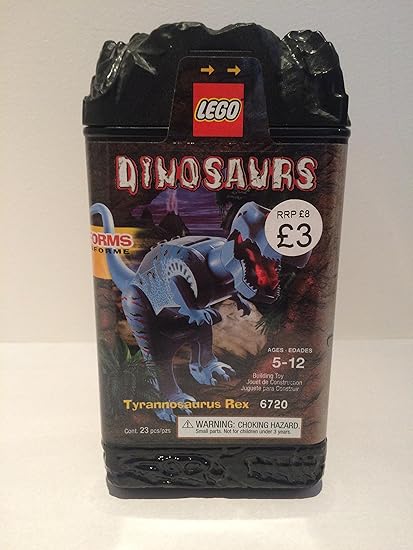 → →
LEGO
DINOSAURS
RRP £8
£3
ORMS
FORME
AGES • EDADES
5-12
Building Toy
Jouet de Construction
Juguete para Construir
Tyrannosaurus Rex 6720
Cont. 23 pcs/pzs
WARNING: CHOKING HAZARD.
Small parts. Not for children under 3 years.